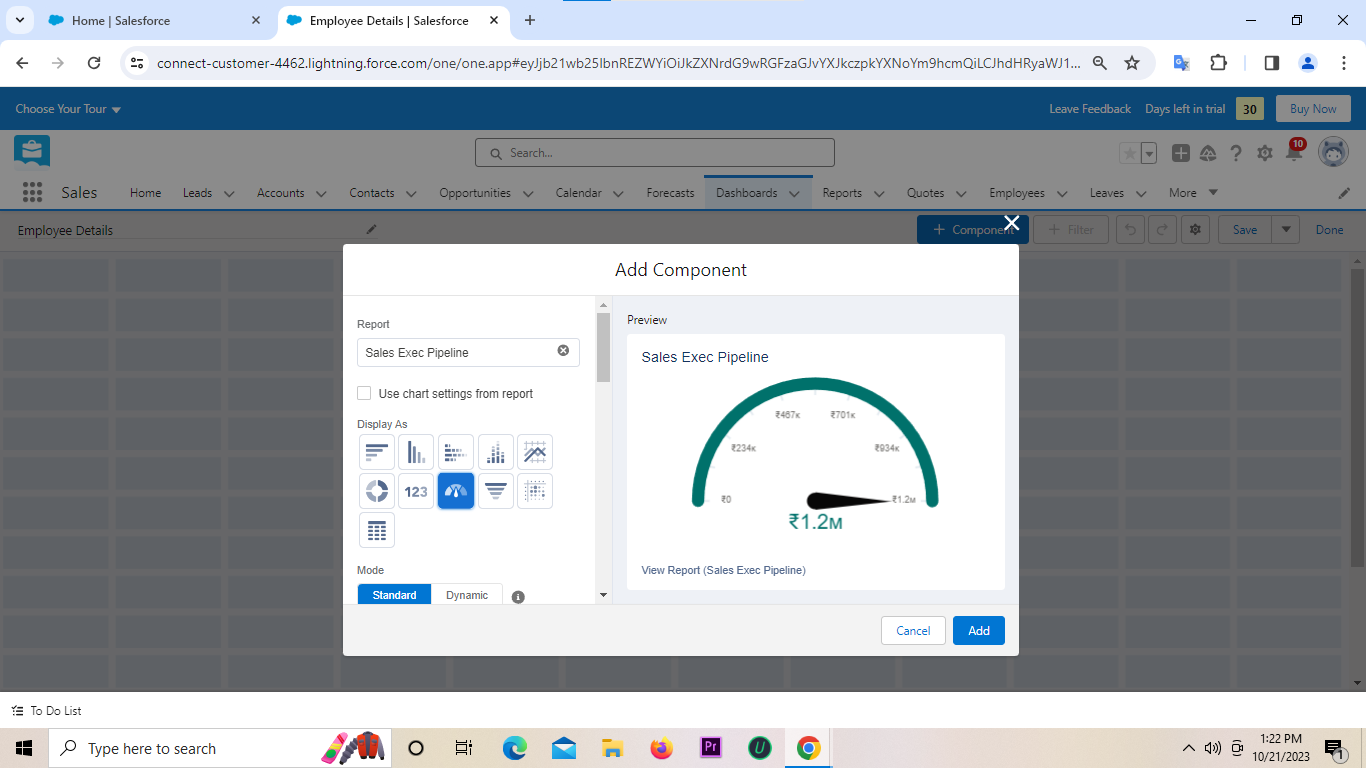 Home | Salesforce
Employee Details | Salesforce
connect-customer-4462.lightning.force.com/one/one.app#eyJjb21wb25lbnREZWYiOiJkZXNrdG9wRGFzaGJvYXJkczpkYXNoYm9hcmQiLCJhdHRyaWJ1...
Choose Your Tour
Leave Feedback
Days left in trial
30
Buy Now
Search...
10
Sales
Home
Leads
Accounts
Contacts
Opportunities
Calendar
Forecasts
Dashboards
Reports
Quotes
Employees
Leaves
More
Employee Details
+ Component
+ Filter
Save
Done
Add Component
Report
Sales Exec Pipeline
Use chart settings from report
Display As
123
Mode
Standard
Dynamic
Preview
Sales Exec Pipeline
₹467K
₹701K
₹234K
₹934K
₹0
₹1.2M
₹1.2M
View Report (Sales Exec Pipeline)
Cancel
Add
To Do List
Type here to search
Pr
U
1:22 PM
10/21/2023
1